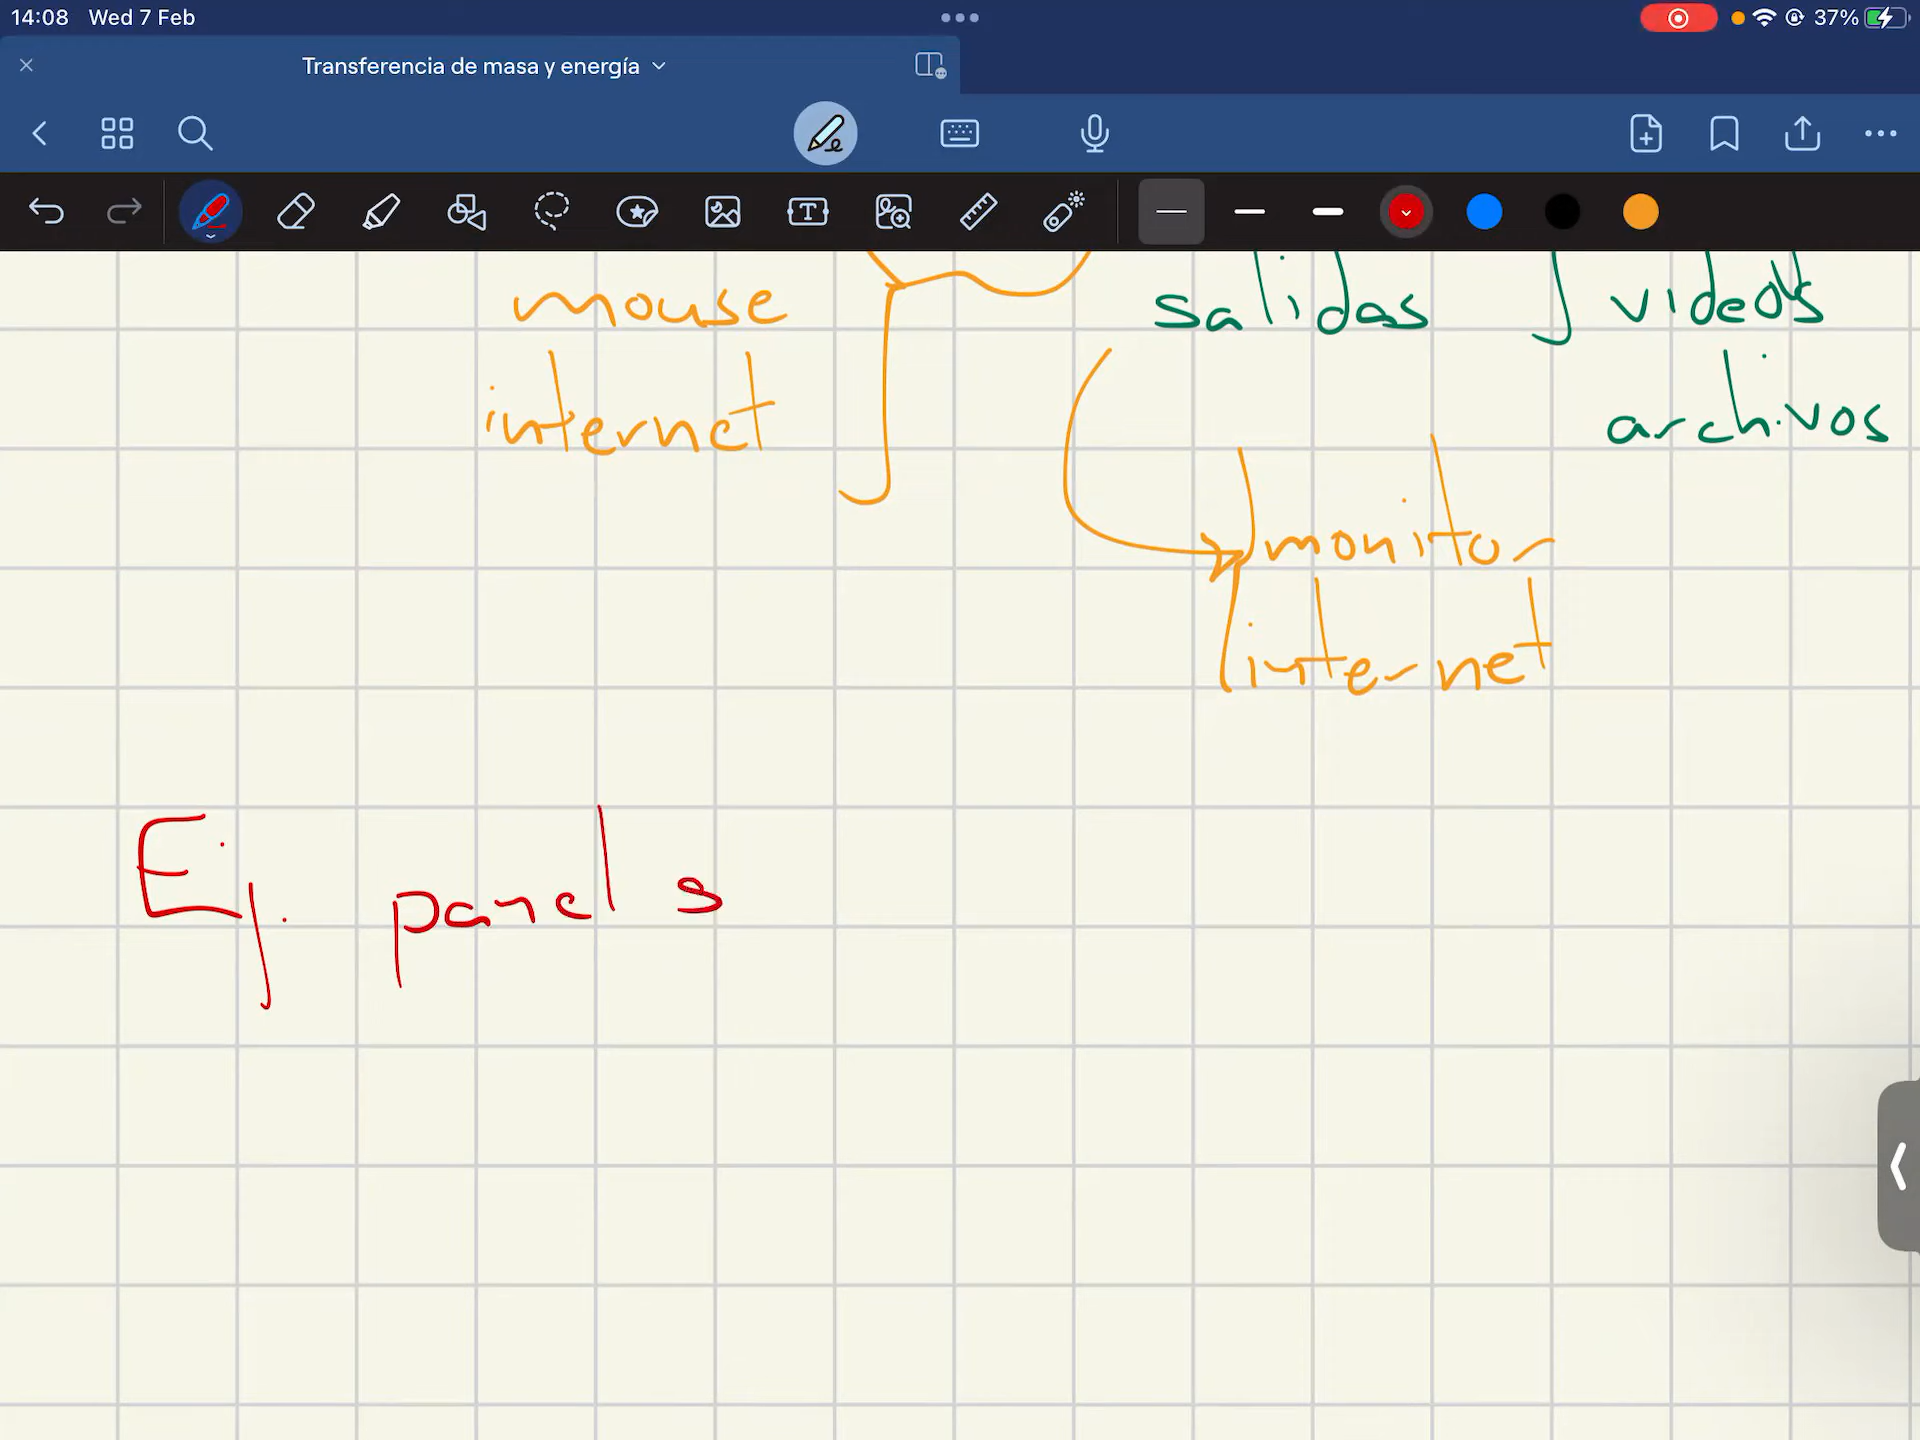 14:08 Wed 7 Feb
37%
Transferencia de masa y energía
mouse
salidas
videos
internet
archivos
monitor
internet
Ej. panel s